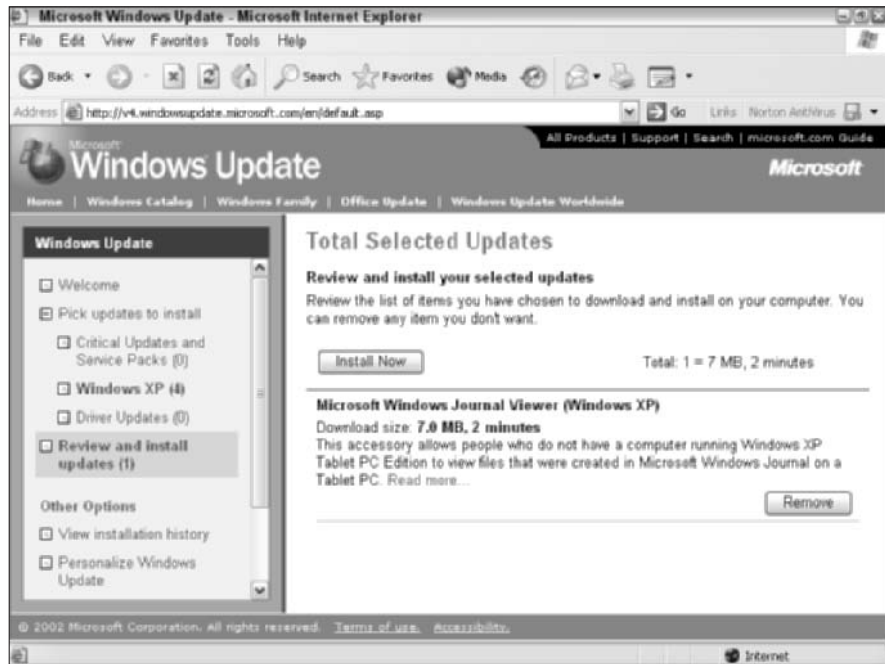 Microsoft Windows Update - Microsoft Internet Explorer
File Edit View Favorites Tools Help
Back Search Favorites Media
Address http://v4.windowsupdate.microsoft.com/en/default.asp Go Links Norton AntiVirus
All Products | Support | Search | microsoft.com Guide
Microsoft
Windows Update
Microsoft
Home | Windows Catalog | Windows Family | Office Update | Windows Update Worldwide
Windows Update
Welcome
Pick updates to install
Critical Updates and
Service Packs (0)
Windows XP (4)
Driver Updates (0)
Review and install
updates (1)
Other Options
View installation history
Personalize Windows
Update
Total Selected Updates
Review and install your selected updates
Review the list of items you have chosen to download and install on your computer. You
can remove any item you don't want.
Install Now Total: 1 = 7 MB, 2 minutes
Microsoft Windows Journal Viewer (Windows XP)
Download size: 7.0 MB, 2 minutes
This accessory allows people who do not have a computer running Windows XP
Tablet PC Edition to view files that were created in Microsoft Windows Journal on a
Tablet PC. Read more...
Remove
© 2002 Microsoft Corporation. All rights reserved. Terms of use. Accessibility.
Internet